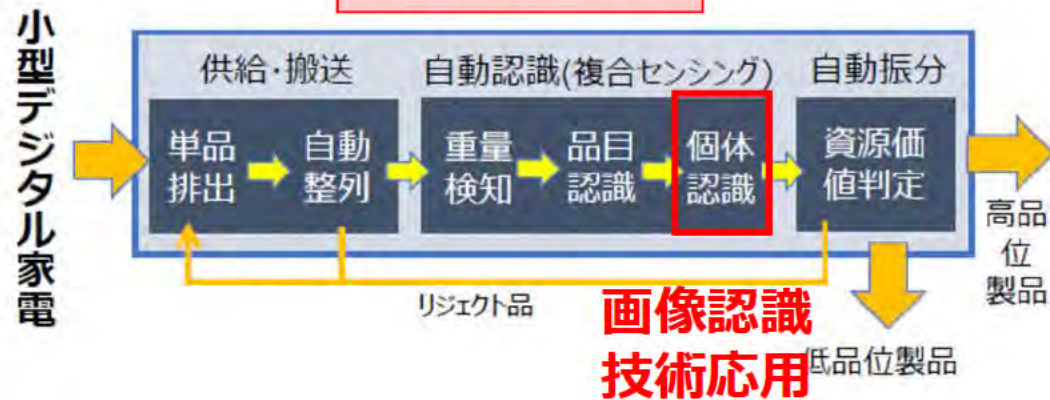 小型デジタル家電
供給・搬送
自動認識(複合センシング)
自動振分
単品
排出
自動
整列
重量
検知
品目
認識
個体
認識
資源価
値判定
高品
位
製品
リジェクト品
画像認識
技術応用
低品位製品